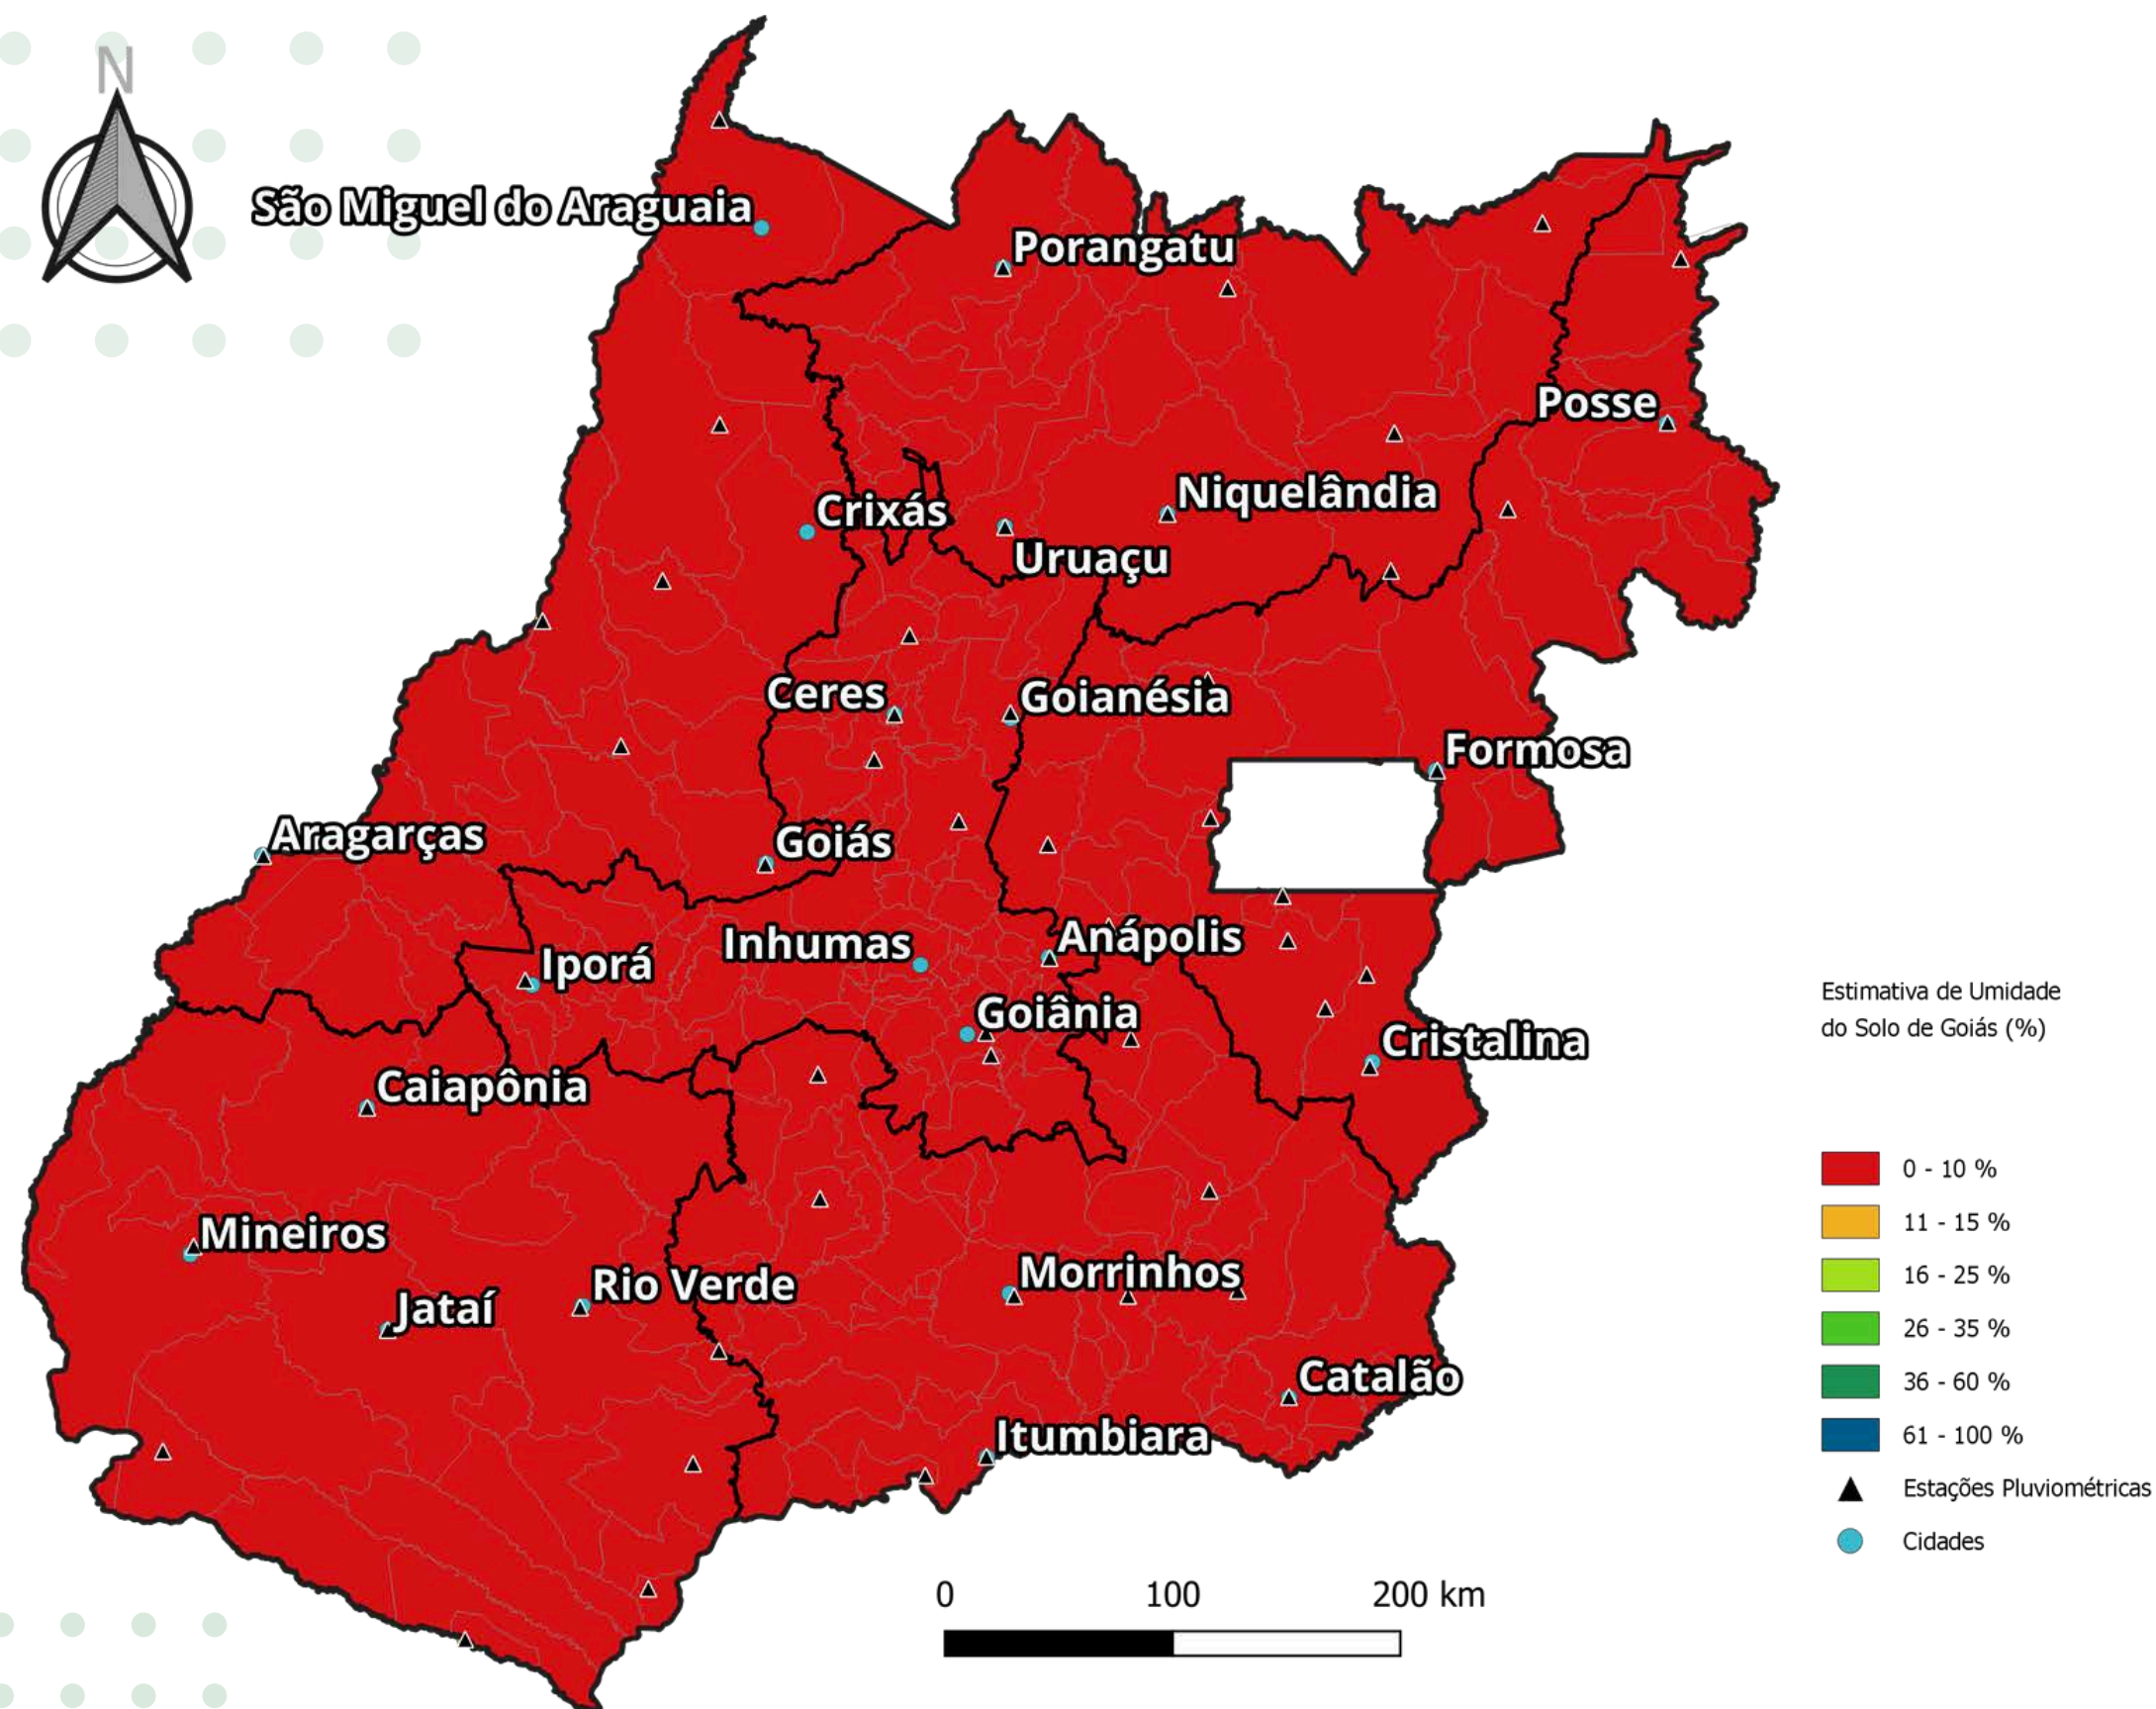 N
São Miguel do Araguaia
Porangatu
Posse
Niquelândia
Crixás
Uruaçu
Ceres
Goianésia
Formosa
Aragarças
Goiás
Inhumas
Anápolis
Iporá
Goiânia
Cristalina
Caiapônia
Mineiros
Morrinhos
Rio Verde
Jataí
Catalão
Itumbiara
Estimativa de Umidade
do Solo de Goiás (%)
0 - 10 %
11 - 15 %
16 - 25 %
26 - 35 %
36 - 60 %
61 - 100 %
Estações Pluviométricas
Cidades
0 100 200 km